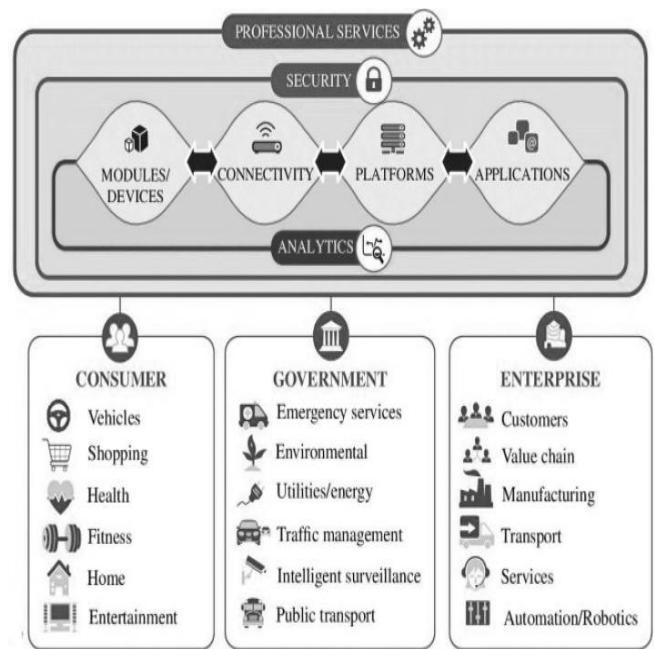 PROFESSIONAL SERVICES
SECURITY
MODULES/
DEVICES
CONNECTIVITY
PLATFORMS
@
APPLICATIONS
ANALYTICS
CONSUMER
Vehicles
Shopping
Health
Fitness
Home
Entertainment
GOVERNMENT
Emergency services
Environmental
Utilities/energy
Traffic management
Intelligent surveillance
Public transport
ENTERPRISE
Customers
Value chain
Manufacturing
Transport
Services
Automation/Robotics